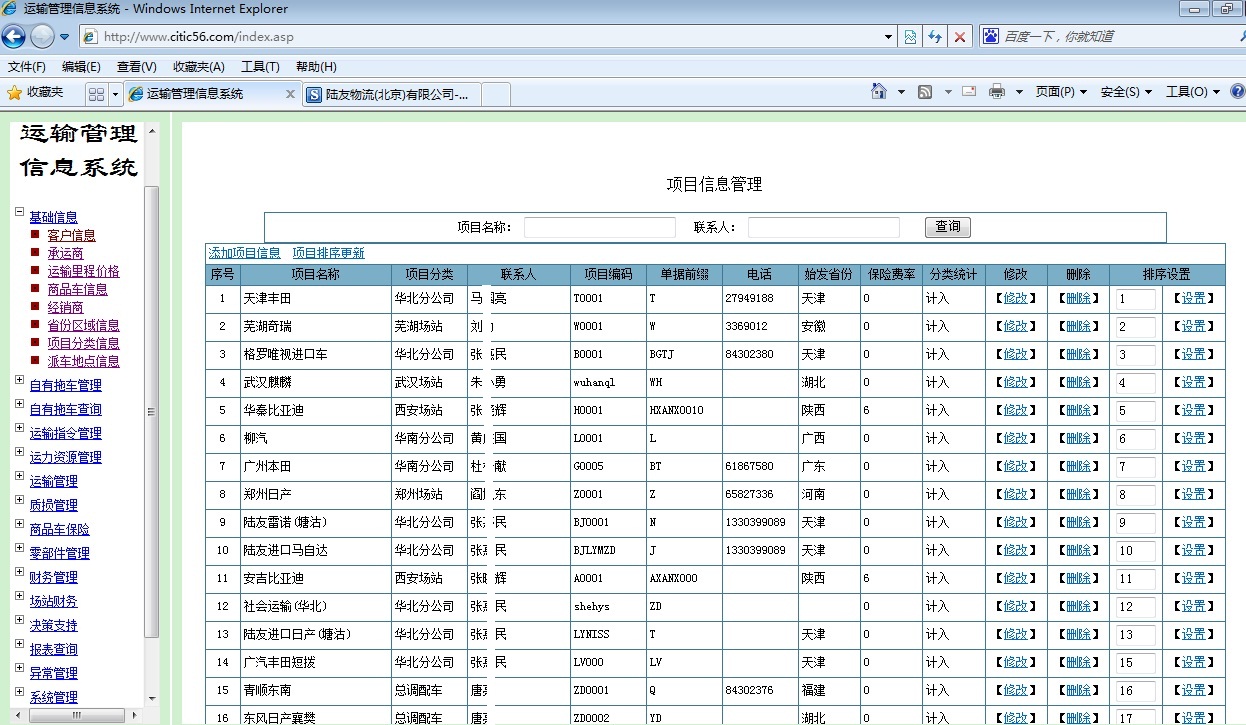 运输管理信息系统 - Windows Internet Explorer
http://www.citic56.com/index.asp
百度一下，你就知道
文件(F) 编辑(E) 查看(V) 收藏夹(A) 工具(T) 帮助(H)
收藏夹 运输管理信息系统 陆友物流(北京)有限公司-... 页面(P) 安全(S) 工具(O)
运输管理
信息系统
基础信息
客户信息
承运商
运输里程价格
商品车信息
经销商
省份区域信息
项目分类信息
派车地点信息
自有拖车管理
自有拖车查询
运输指令管理
运力资源管理
运输管理
质损管理
商品车保险
零部件管理
财务管理
场站财务
决策支持
报表查询
异常管理
系统管理
项目信息管理
项目名称： 联系人： 查询
添加项目信息 项目排序更新
序号 项目名称 项目分类 联系人 项目编码 单据前缀 电话 始发省份 保险费率 分类统计 修改 删除 排序设置
1 天津丰田 华北分公司 马 亮 T0001 T 27949188 天津 0 计入 【修改】 【删除】 1 【设置】
2 芜湖奇瑞 芜湖场站 刘 W0001 W 3369012 安徽 0 计入 【修改】 【删除】 2 【设置】
3 格罗唯视进口车 华北分公司 张 民 B0001 BGTJ 84302380 天津 0 计入 【修改】 【删除】 3 【设置】
4 武汉麒麟 武汉场站 朱 勇 wuhanql WH 湖北 0 计入 【修改】 【删除】 4 【设置】
5 华秦比亚迪 西安场站 张 辉 H0001 HXANX0010 陕西 6 计入 【修改】 【删除】 5 【设置】
6 柳汽 华南分公司 黄 国 L0001 L 广西 0 计入 【修改】 【删除】 6 【设置】
7 广州本田 华南分公司 杜 献 G0005 BT 61867580 广东 0 计入 【修改】 【删除】 7 【设置】
8 郑州日产 郑州场站 阎 东 Z0001 Z 65827336 河南 0 计入 【修改】 【删除】 8 【设置】
9 陆友雷诺(塘沽) 华北分公司 张 民 BJ0001 N 1330399089 天津 0 计入 【修改】 【删除】 9 【设置】
10 陆友进口马自达 华北分公司 张 民 BJLYMZD J 1330399089 天津 0 计入 【修改】 【删除】 10 【设置】
11 安吉比亚迪 西安场站 张 辉 A0001 AXANX000 陕西 6 计入 【修改】 【删除】 11 【设置】
12 社会运输(华北) 华北分公司 张 民 shehys ZD 0 计入 【修改】 【删除】 12 【设置】
13 陆友进口日产(塘沽) 华北分公司 张 民 LYNISS T 天津 0 计入 【修改】 【删除】 13 【设置】
14 广汽丰田短拨 华北分公司 张 民 LV000 LV 天津 0 计入 【修改】 【删除】 15 【设置】
15 青顺东南 总调配车 唐 ZD0001 Q 84302376 福建 0 计入 【修改】 【删除】 16 【设置】
16 东风日产襄樊 总调配车 唐 ZD0002 YD 湖北 0 计入 【修改】 【删除】 17 【设置】